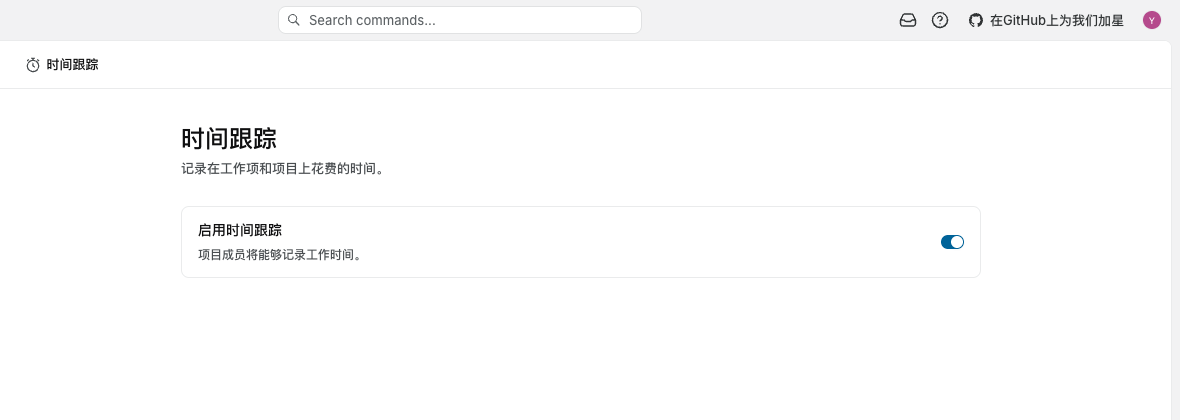 Search commands...
在GitHub上为我们加星
Y
时间跟踪
时间跟踪
记录在工作项和项目上花费的时间。
启用时间跟踪
项目成员将能够记录工作时间。